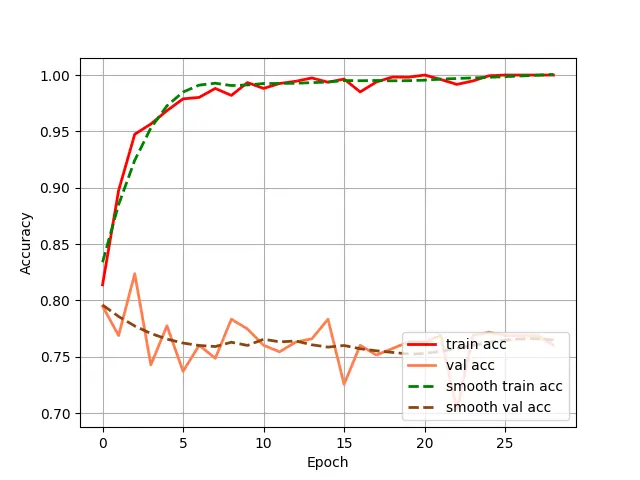 1.00
0.95
0.90
0.85
0.80
0.75
0.70
Accuracy
train acc
val acc
smooth train acc
smooth val acc
0 5 10 15 20 25
Epoch